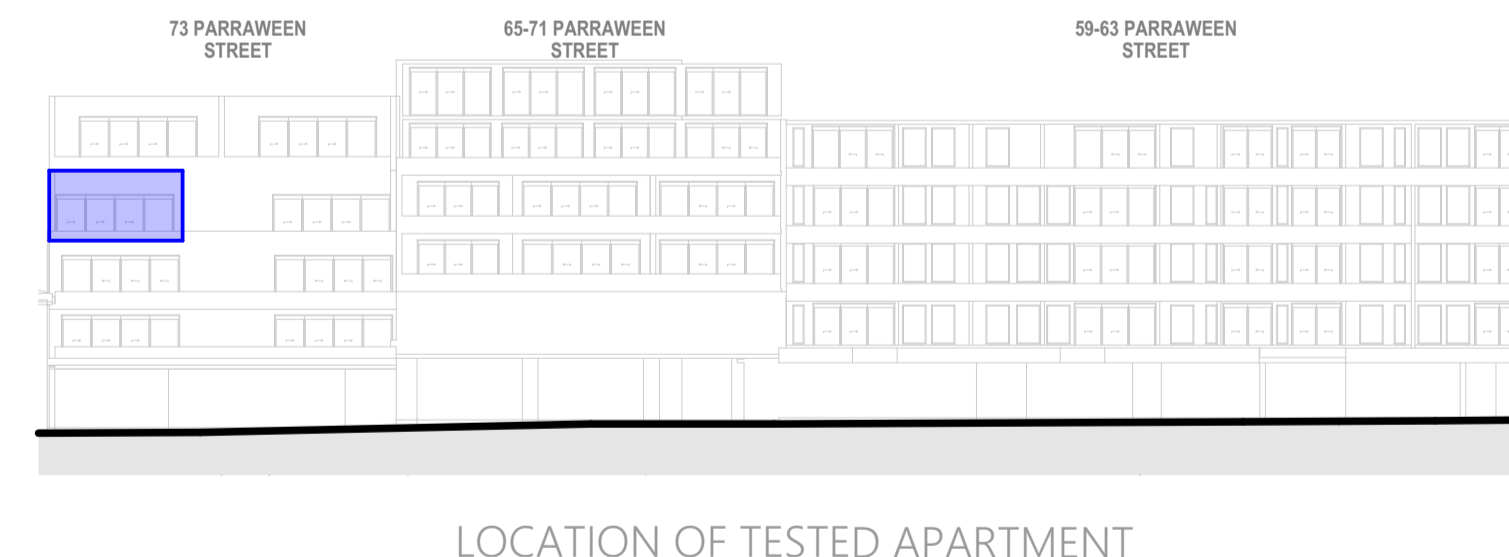 73 PARRAWEEN
STREET
65-71 PARRAWEEN
STREET
59-63 PARRAWEEN
STREET
LOCATION OF TESTED APARTMENT